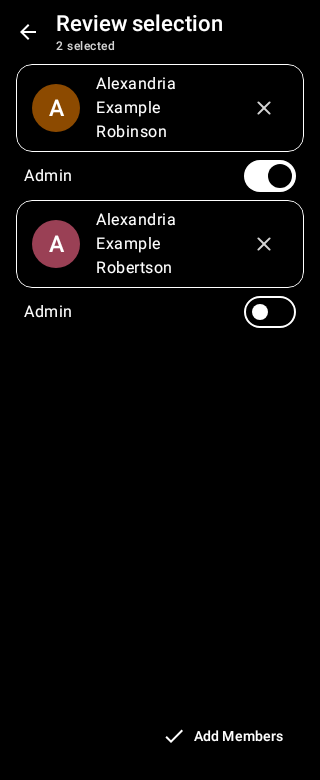 Review selection
2 selected
A
Alexandria
Example
Robinson
Admin
A
Alexandria
Example
Robertson
Admin
Add Members